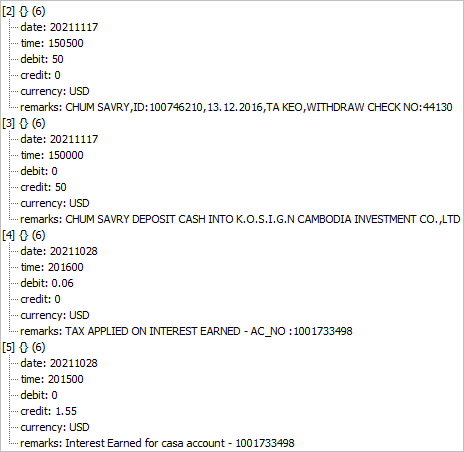 [2] {} (6)
date: 20211117
time: 150500
debit: 50
credit: 0
currency: USD
remarks: CHUM SAVRY,ID:100746210,13.12.2016,TA KEO,WITHDRAW CHECK NO:44130
[3] {} (6)
date: 20211117
time: 150000
debit: 0
credit: 50
currency: USD
remarks: CHUM SAVRY DEPOSIT CASH INTO K.O.S.I.G.N CAMBODIA INVESTMENT CO.,LTD
[4] {} (6)
date: 20211028
time: 201600
debit: 0.06
credit: 0
currency: USD
remarks: TAX APPLIED ON INTEREST EARNED - AC_NO :1001733498
[5] {} (6)
date: 20211028
time: 201500
debit: 0
credit: 1.55
currency: USD
remarks: Interest Earned for casa account - 1001733498